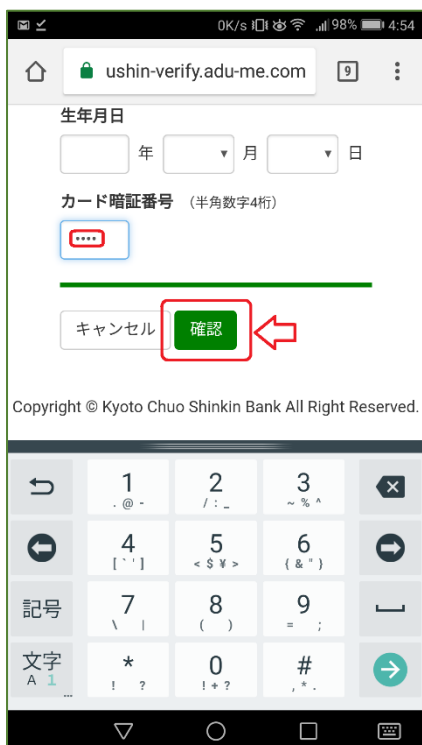 0K/s 98% 4:54
ushin-verify.adu-me.com 9
生年月日
年 月 日
カード暗証番号 (半角数字4桁)
••••
キャンセル 確認
Copyright © Kyoto Chuo Shinkin Bank All Right Reserved.
1 2 3
. @ - / : _ ~ % ^
4 5 6
[ ` ' ] < $ ¥ > ( & " )
記号 7 8 9
\ | ( ) = ;
文字 * 0 #
A 1 ... ! ? ! + ? , * .